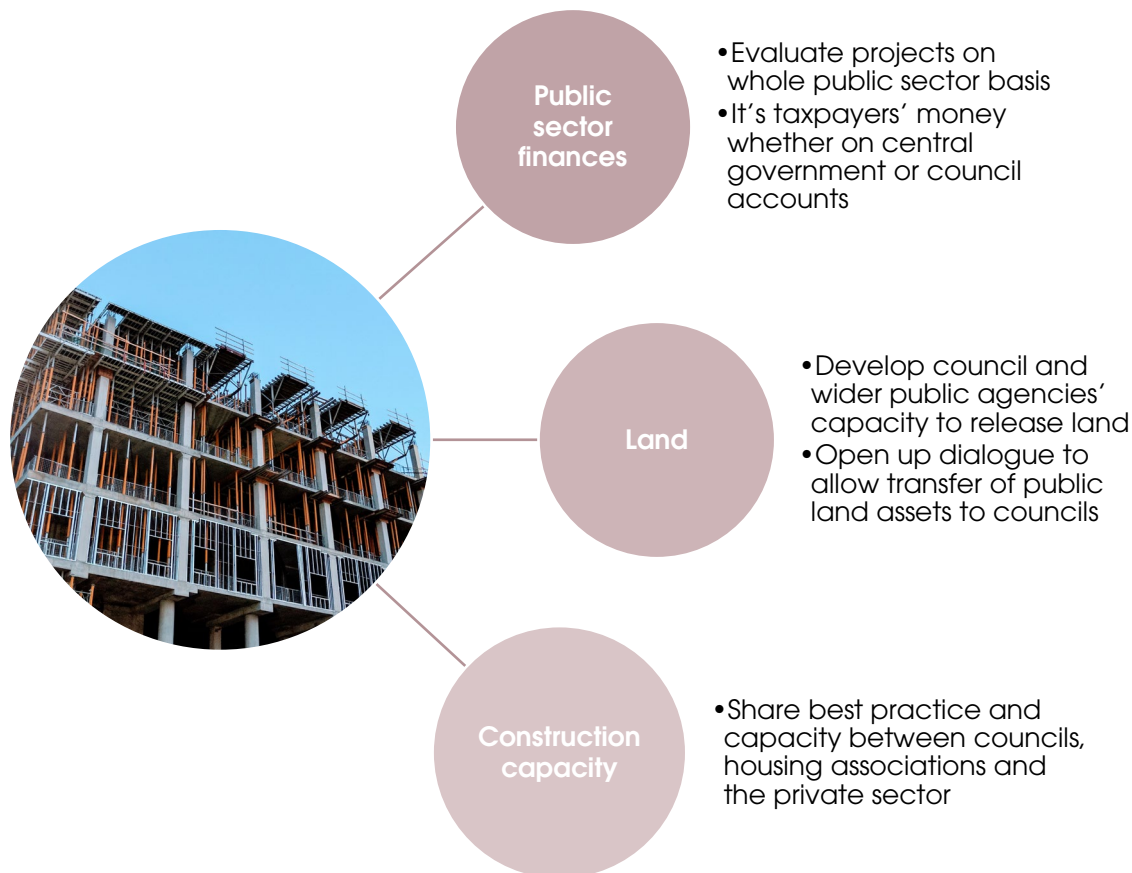 Public
sector
finances
•Evaluate projects on
whole public sector basis
•It’s taxpayers’ money
whether on central
government or council
accounts
Land
•Develop council and
wider public agencies’
capacity to release land
•Open up dialogue to
allow transfer of public
land assets to councils
Construction
capacity
•Share best practice and
capacity between councils,
housing associations and
the private sector